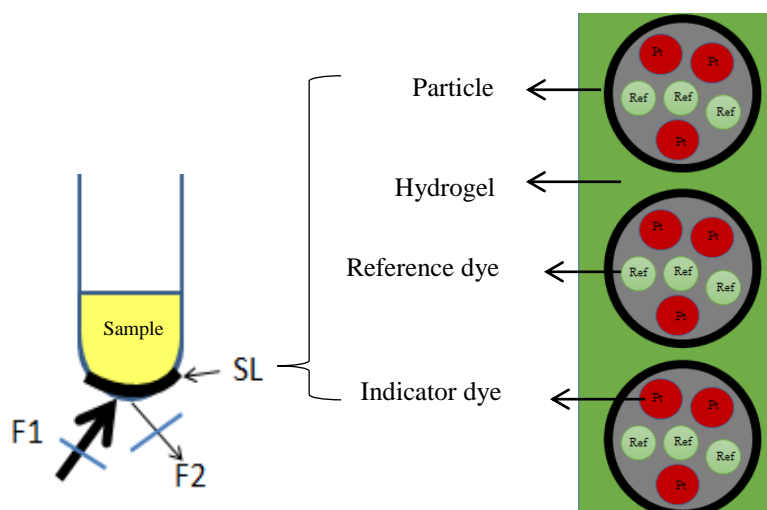 Particle
Hydrogel
Reference dye
Indicator dye
Sample
SL
F1
F2
Pt
Pt
Ref
Ref
Ref
Pt
Pt
Pt
Ref
Ref
Ref
Pt
Pt
Pt
Ref
Ref
Ref
Pt